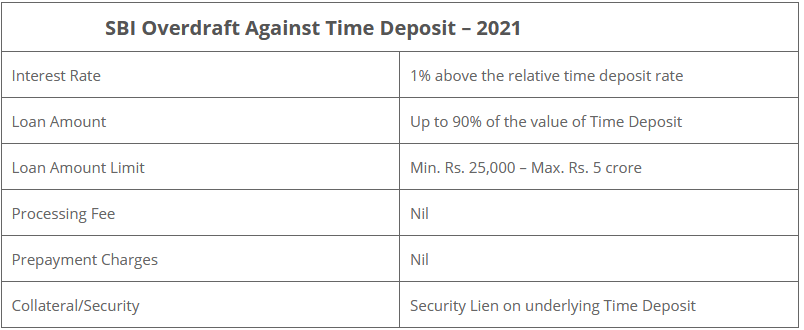 SBI Overdraft Against Time Deposit – 2021
Interest Rate 1% above the relative time deposit rate
Loan Amount Up to 90% of the value of Time Deposit
Loan Amount Limit Min. Rs. 25,000 – Max. Rs. 5 crore
Processing Fee Nil
Prepayment Charges Nil
Collateral/Security Security Lien on underlying Time Deposit